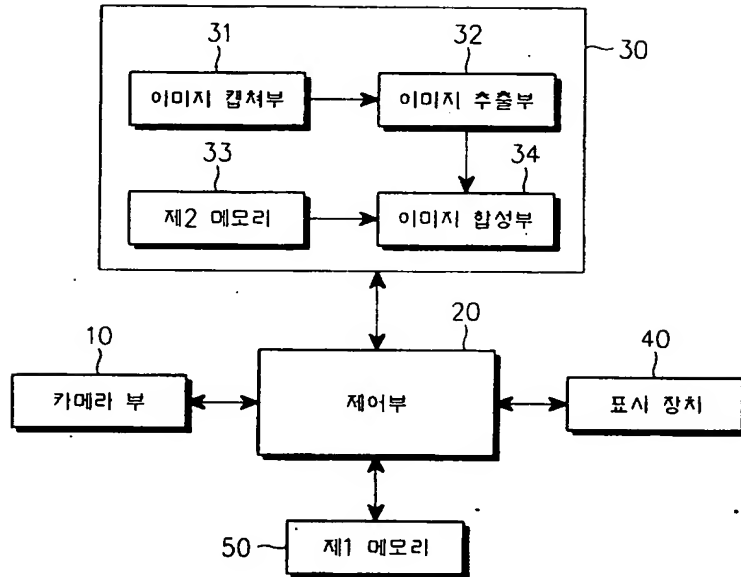 31
32
30
이미지 캡쳐부
이미지 추출부
33
34
제2 메모리
이미지 합성부
20
10
40
카메라 부
제어부
표시 장치
50
제1 메모리